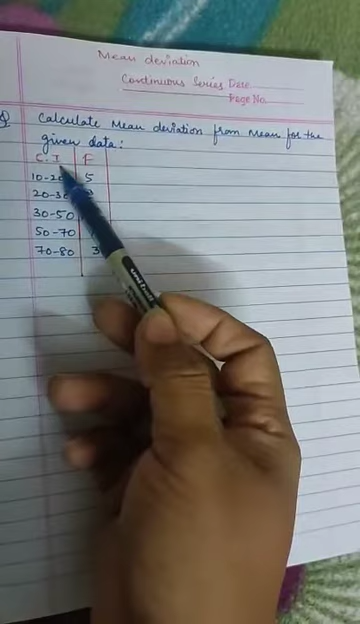 Mean deviation
Continuous Series Date
Page No.
Q Calculate Mean deviation from Mean for the
given data:
C.I F
10-20 5
20-30
30-50
50-70
70-80 3